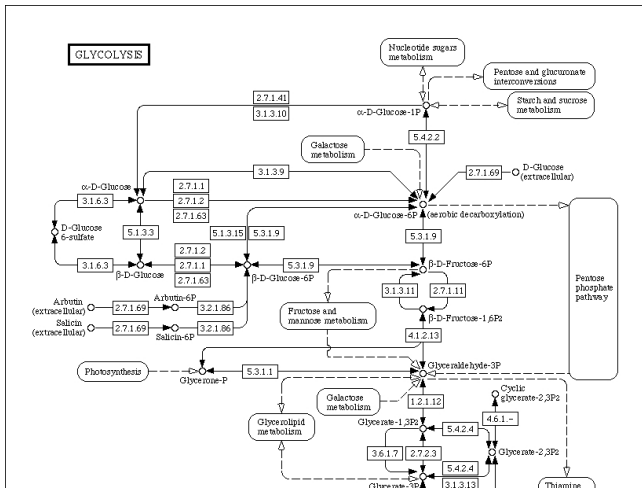 GLYCOLYSIS
Nucleotide sugars
metabolism
Pentose and glucuronate
interconversions
Starch and sucrose
metabolism
2.7.1.41
3.1.3.10
α-D-Glucose-1P
5.4.2.2
Galactose
metabolism
3.1.3.9
2.7.1.69
D-Glucose
(extracellular)
α-D-Glucose
3.1.6.3
2.7.1.1
2.7.1.2
2.7.1.63
α-D-Glucose-6P
(aerobic decarboxylation)
D-Glucose
6-sulfate
5.1.3.3
5.3.1.15
5.3.1.9
5.3.1.9
2.7.1.2
2.7.1.1
2.7.1.63
3.1.6.3
β-D-Glucose
β-D-Glucose-6P
5.3.1.9
β-D-Fructose-6P
Pentose
phosphate
pathway
Arbutin
(extracellular)
2.7.1.69
Arbutin-6P
3.2.1.86
Salicin
(extracellular)
2.7.1.69
Salicin-6P
3.2.1.86
Fructose and
mannose metabolism
3.1.3.11
2.7.1.11
β-D-Fructose-1,6P2
4.1.2.13
Glyceraldehyde-3P
Photosynthesis
Glycerone-P
5.3.1.1
Galactose
metabolism
1.2.1.12
Cyclic
glycerate-2,3P2
Glycerolipid
metabolism
Glycerate-1,3P2
5.4.2.4
4.6.1.-
3.6.1.7
2.7.2.3
Glycerate-2,3P2
5.4.2.4
3.1.3.13
Glycerate-3P
Thiamine